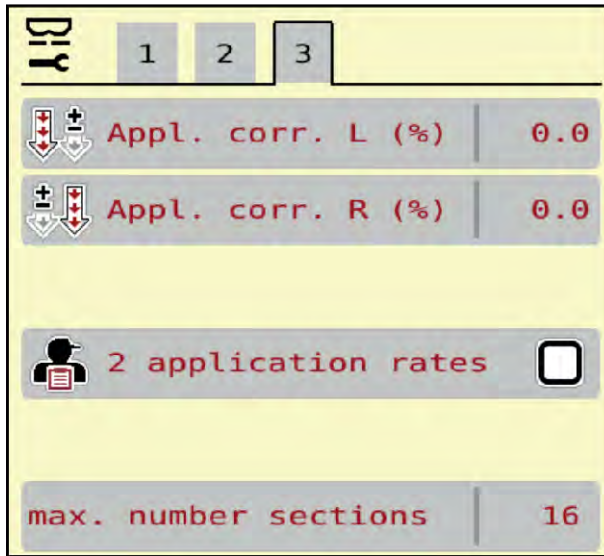 1 2 3
Appl. corr. L (%) 0.0
Appl. corr. R (%) 0.0
2 application rates
max. number sections 16